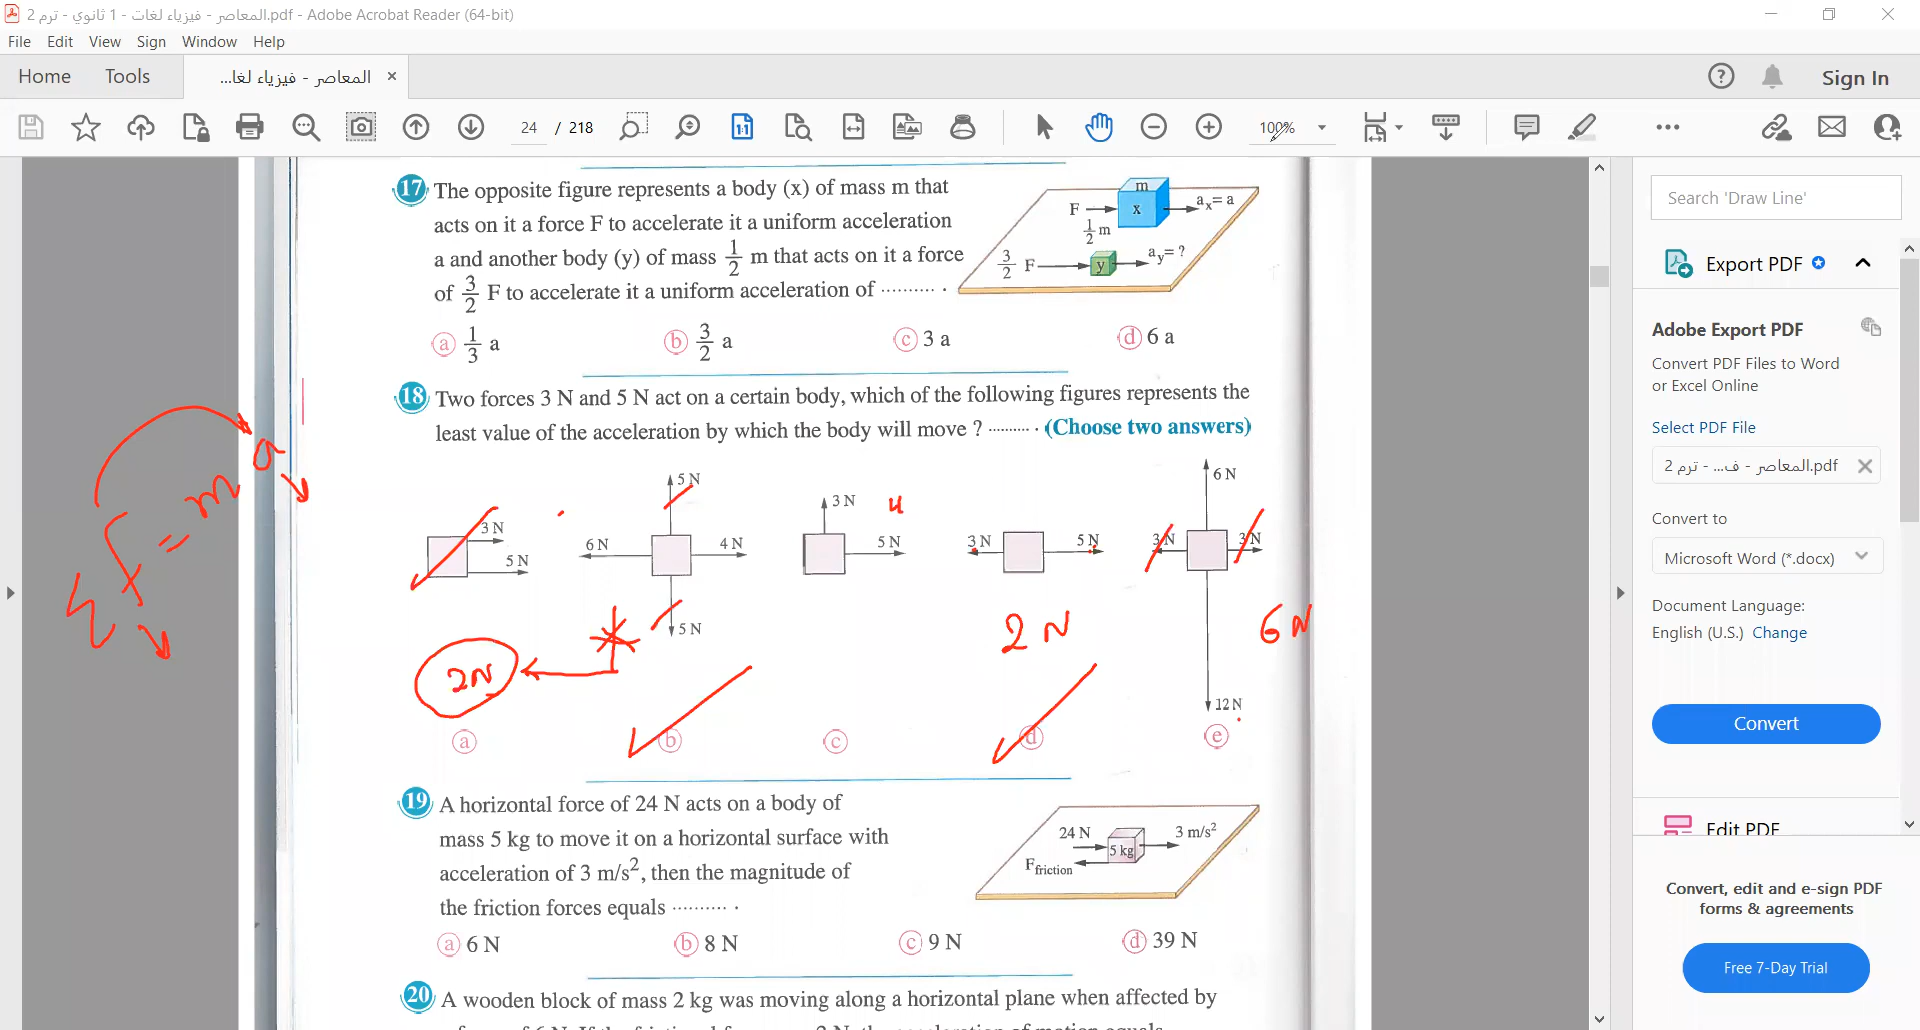 المعاصر - فيزياء لغات - 1 ثانوي - ترم 2.pdf - Adobe Acrobat Reader (64-bit)
File Edit View Sign Window Help
Home Tools المعاصر - فيزياء لغا... × Sign In
24 / 218 100%
17 The opposite figure represents a body (x) of mass m that
acts on it a force F to accelerate it a uniform acceleration
a and another body (y) of mass 1/2 m that acts on it a force
of 3/2 F to accelerate it a uniform acceleration of .......... .
m
F x ax = a
1/2 m
3/2 F y ay = ?
a 1/3 a b 3/2 a c 3 a d 6 a
18 Two forces 3 N and 5 N act on a certain body, which of the following figures represents the
least value of the acceleration by which the body will move ? .......... . (Choose two answers)
3 N
5 N
5 N
6 N 4 N
5 N
3 N
5 N
3 N 5 N
6 N
3 N 3 N
12 N
Σ f = m a
2N
2 N
6 N
a b c d e
19 A horizontal force of 24 N acts on a body of
mass 5 kg to move it on a horizontal surface with
acceleration of 3 m/s², then the magnitude of
the friction forces equals .......... .
24 N 5 kg 3 m/s²
Ffriction
a 6 N b 8 N c 9 N d 39 N
20 A wooden block of mass 2 kg was moving along a horizontal plane when affected by
Search 'Draw Line'
Export PDF
Adobe Export PDF
Convert PDF Files to Word
or Excel Online
Select PDF File
المعاصر - ف... - ترم 2.pdf
Convert to
Microsoft Word (*.docx)
Document Language:
English (U.S.) Change
Convert
Edit PDF
Convert, edit and e-sign PDF
forms & agreements
Free 7-Day Trial